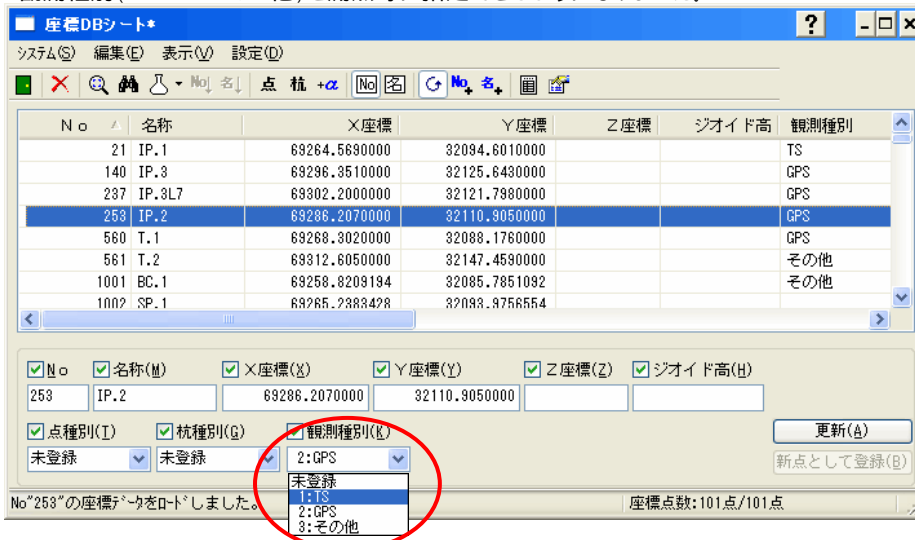 座標DBシート*
システム(S) 編集(E) 表示(V) 設定(D)
No 名 点 杭 +α No 名 No+ 名+
No 名称 X座標 Y座標 Z座標 ジオイド高 観測種別
21 IP.1 69264.5690000 32094.6010000 TS
140 IP.3 69296.3510000 32125.6430000 GPS
237 IP.3L7 69302.2000000 32121.7980000 GPS
253 IP.2 69286.2070000 32110.9050000 GPS
560 T.1 69268.3020000 32088.1760000 GPS
561 T.2 69312.6050000 32147.4590000 その他
1001 BC.1 69258.8209194 32085.7851092 その他
1002 SP.1 69265.2383428 32093.9756554
No 名称(M) X座標(X) Y座標(Y) Z座標(Z) ジオイド高(H)
253 IP.2 69286.2070000 32110.9050000
点種別(I) 杭種別(G) 観測種別(K) 更新(A)
未登録 未登録 2:GPS 新点として登録(B)
未登録
1:TS
2:GPS
3:その他
No"253"の座標データをロードしました。 座標点数:101点/101点